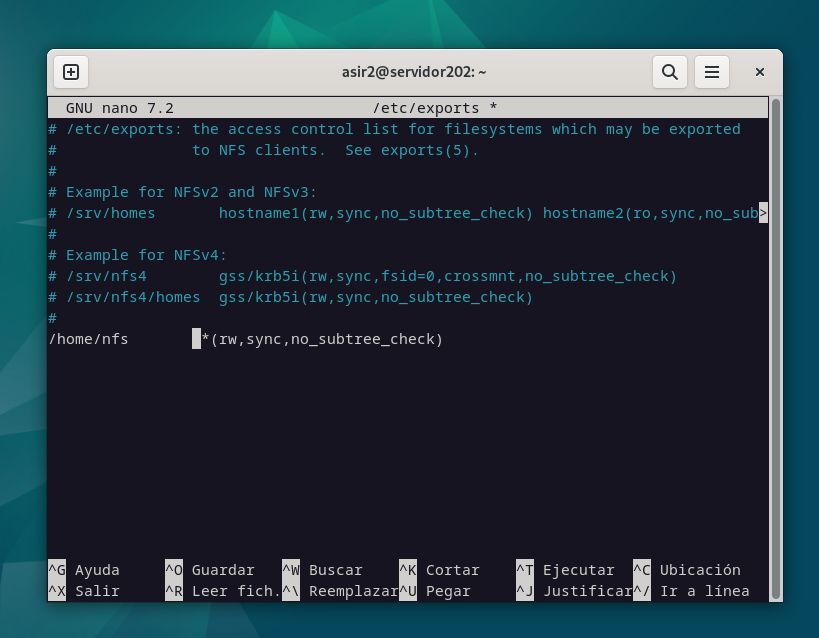 asir2@servidor202: ~
GNU nano 7.2 /etc/exports *
# /etc/exports: the access control list for filesystems which may be exported
#               to NFS clients.  See exports(5).
#
# Example for NFSv2 and NFSv3:
# /srv/homes       hostname1(rw,sync,no_subtree_check) hostname2(ro,sync,no_sub>
#
# Example for NFSv4:
# /srv/nfs4        gss/krb5i(rw,sync,fsid=0,crossmnt,no_subtree_check)
# /srv/nfs4/homes  gss/krb5i(rw,sync,no_subtree_check)
#
/home/nfs        *(rw,sync,no_subtree_check)
^G Ayuda ^O Guardar ^W Buscar ^K Cortar ^T Ejecutar ^C Ubicación
^X Salir ^R Leer fich. ^\ Reemplazar ^U Pegar ^J Justificar ^/ Ir a línea